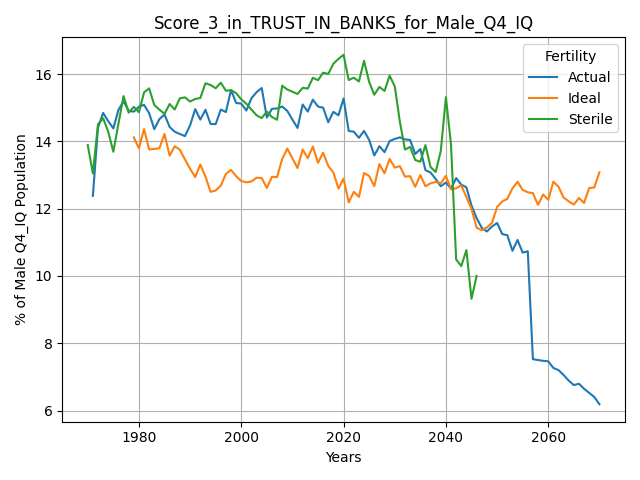 Score_3_in_TRUST_IN_BANKS_for_Male_Q4_IQ
Fertility
Actual
Ideal
Sterile
% of Male Q4_IQ Population
16
14
12
10
8
6
1980
2000
2020
2040
2060
Years